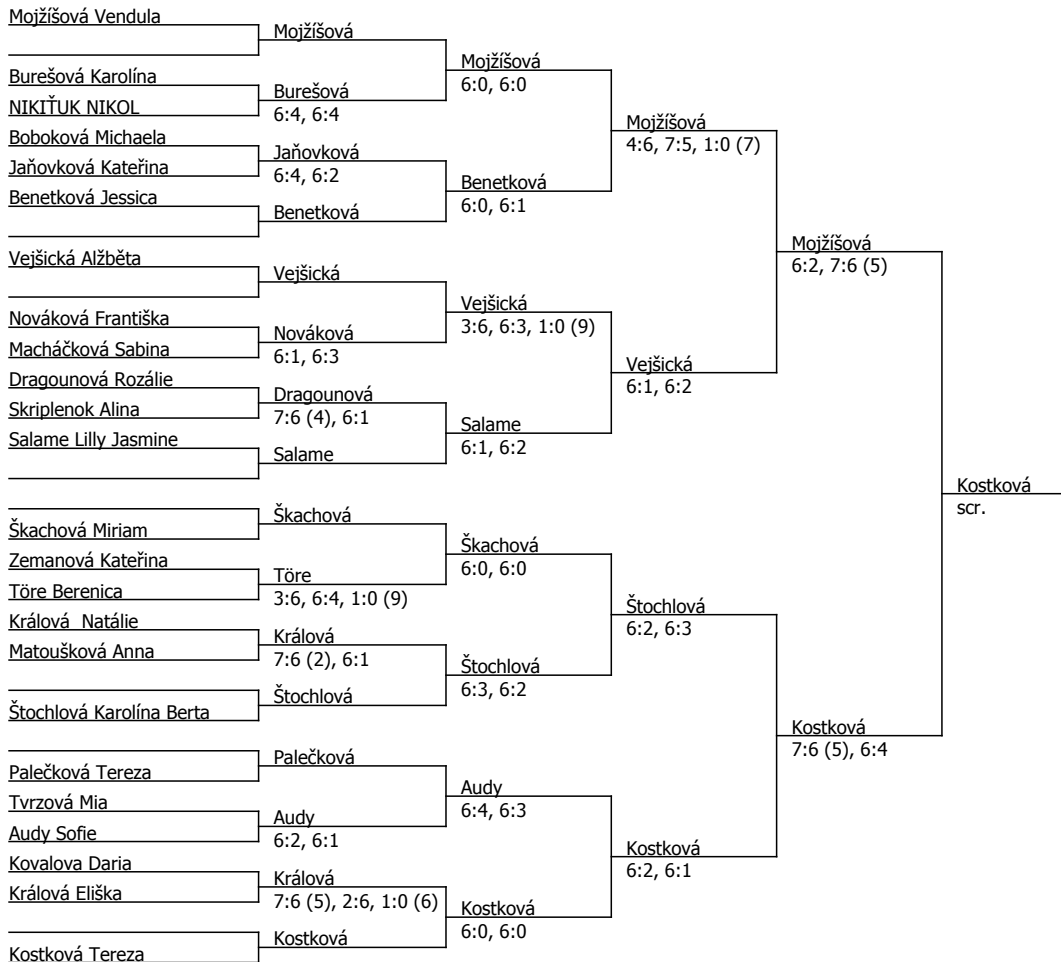 Mojžíšová Vendula
Mojžíšová
Mojžíšová
6:0, 6:0
Burešová Karolína
Burešová
6:4, 6:4
NIKIŤUK NIKOL
Mojžíšová
4:6, 7:5, 1:0 (7)
Boboková Michaela
Jaňovková
6:4, 6:2
Jaňovková Kateřina
Benetková
6:0, 6:1
Benetková Jessica
Benetková
Mojžíšová
6:2, 7:6 (5)
Vejšická Alžběta
Vejšická
Vejšická
3:6, 6:3, 1:0 (9)
Nováková Františka
Nováková
6:1, 6:3
Macháčková Sabina
Vejšická
6:1, 6:2
Dragounová Rozálie
Dragounová
7:6 (4), 6:1
Skriplenok Alina
Salame
6:1, 6:2
Salame Lilly Jasmine
Salame
Kostková
scr.
Škachová
Škachová Miriam
Škachová
6:0, 6:0
Zemanová Kateřina
Töre
3:6, 6:4, 1:0 (9)
Töre Berenica
Štochlová
6:2, 6:3
Králová  Natálie
Králová
7:6 (2), 6:1
Matoušková Anna
Štochlová
6:3, 6:2
Štochlová
Štochlová Karolína Berta
Kostková
7:6 (5), 6:4
Palečková
Palečková Tereza
Audy
6:4, 6:3
Tvrzová Mia
Audy
6:2, 6:1
Audy Sofie
Kostková
6:2, 6:1
Kovalova Daria
Králová
7:6 (5), 2:6, 1:0 (6)
Králová Eliška
Kostková
6:0, 6:0
Kostková
Kostková Tereza